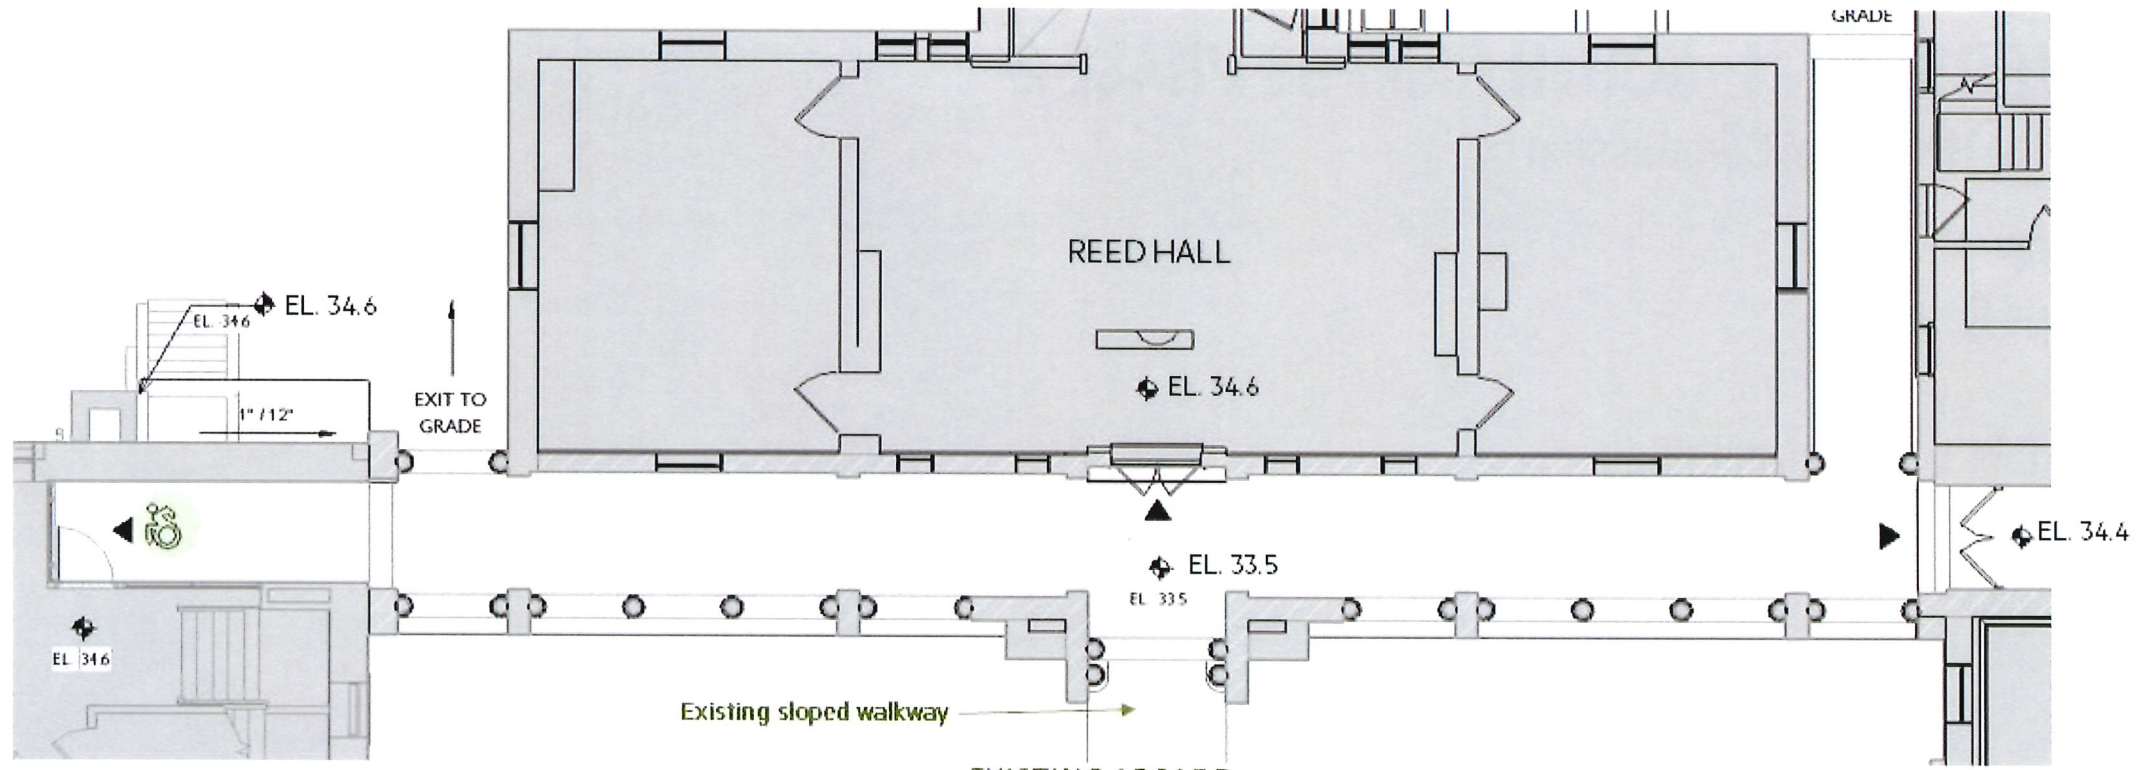 GRADE
REED HALL
EL. 34.6
EL. 34.6
EL. 34.6
EXIT TO
GRADE
1" / 12"
EL. 33.5
EL 33.5
EL. 34.4
EL 34.6
Existing sloped walkway